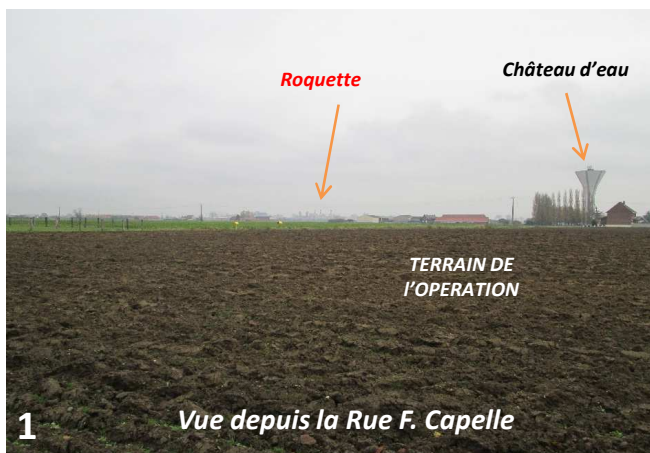 Château d'eau
Roquette
TERRAIN DE
l'OPERATION
1
Vue depuis la Rue F. Capelle